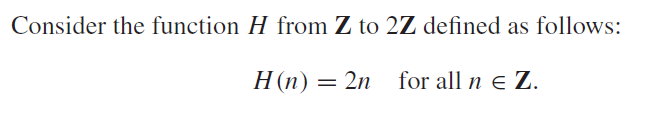 Consider the function H from Z to 2Z defined as follows:
H(n) = 2n for all n ∈ Z.